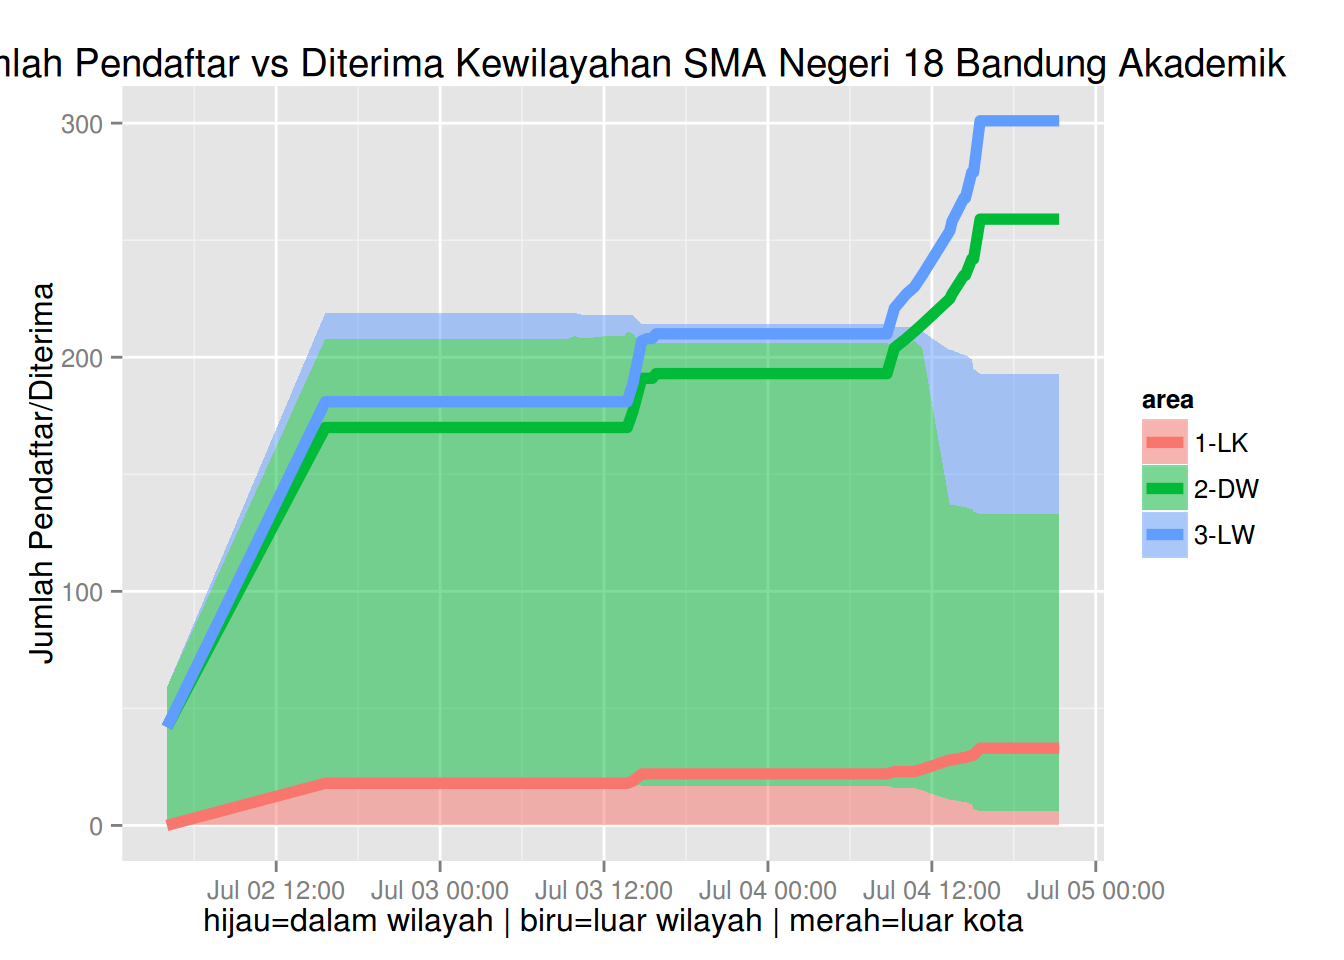 Pendaftar vs Diterima Kewilayahan SMA Negeri 18 Bandung Akademik
Jumlah Pendaftar/Diterima
300
200
100
0
Jul 02 12:00 Jul 03 00:00 Jul 03 12:00 Jul 04 00:00 Jul 04 12:00 Jul 05 00:00
hijau=dalam wilayah | biru=luar wilayah | merah=luar kota
area
1-LK
2-DW
3-LW